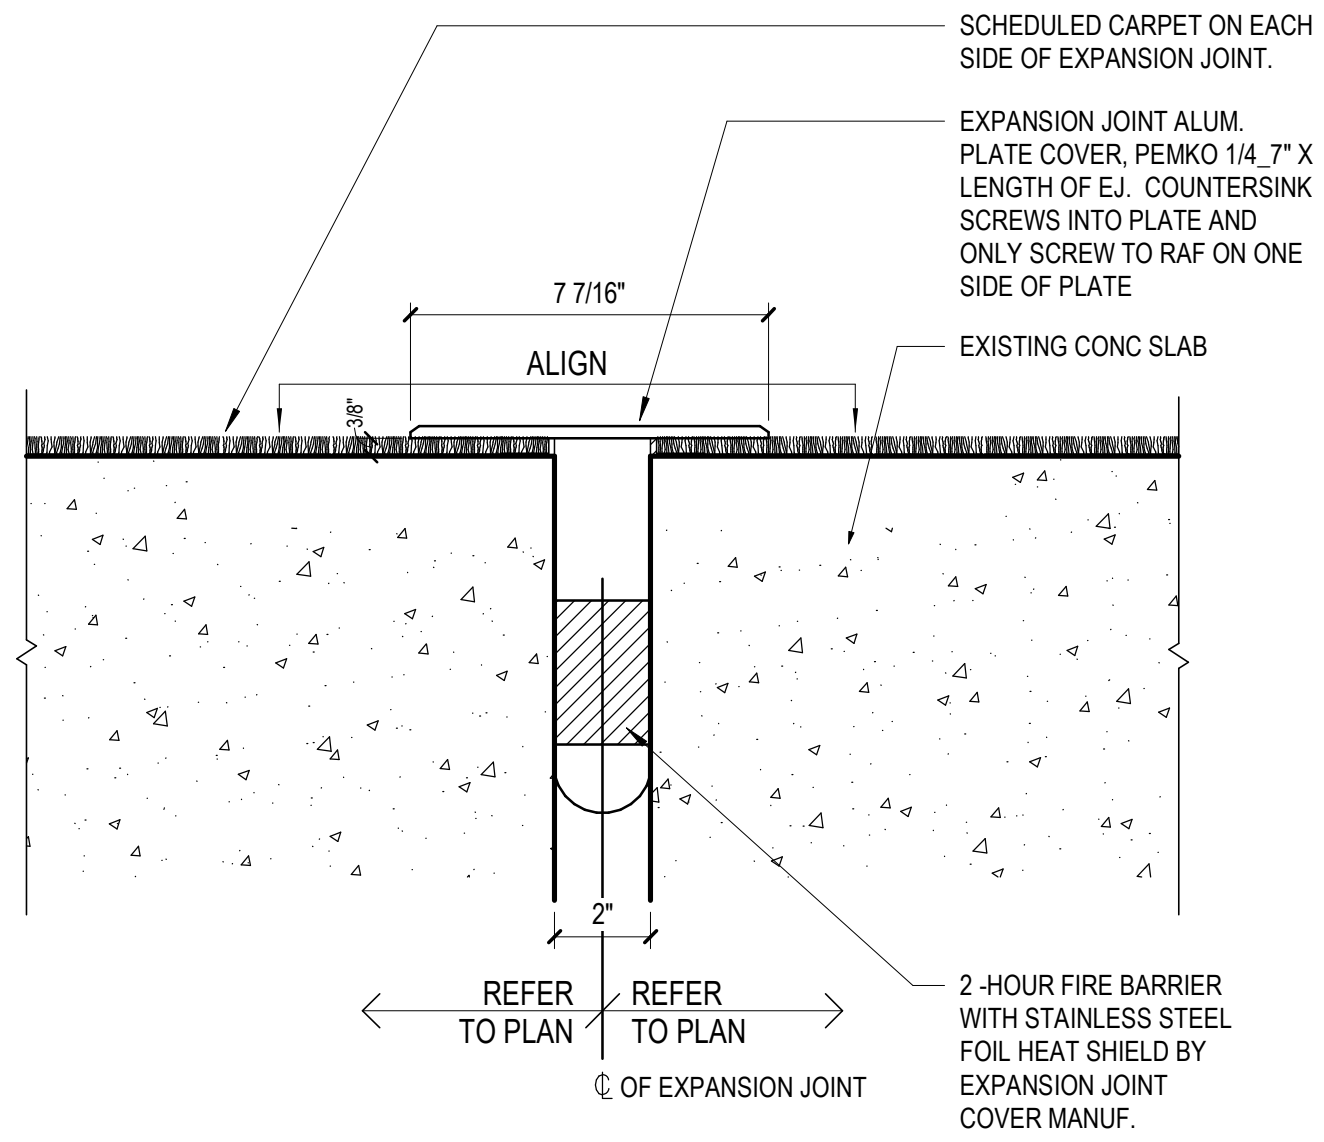 SCHEDULED CARPET ON EACH
SIDE OF EXPANSION JOINT.
EXPANSION JOINT ALUM.
PLATE COVER, PEMKO 1/4_7" X
LENGTH OF EJ. COUNTERSINK
SCREWS INTO PLATE AND
ONLY SCREW TO RAF ON ONE
SIDE OF PLATE
7 7/16"
EXISTING CONC SLAB
ALIGN
3/8"
2"
2 -HOUR FIRE BARRIER
WITH STAINLESS STEEL
FOIL HEAT SHIELD BY
EXPANSION JOINT
COVER MANUF.
REFER
TO PLAN
REFER
TO PLAN
℄ OF EXPANSION JOINT